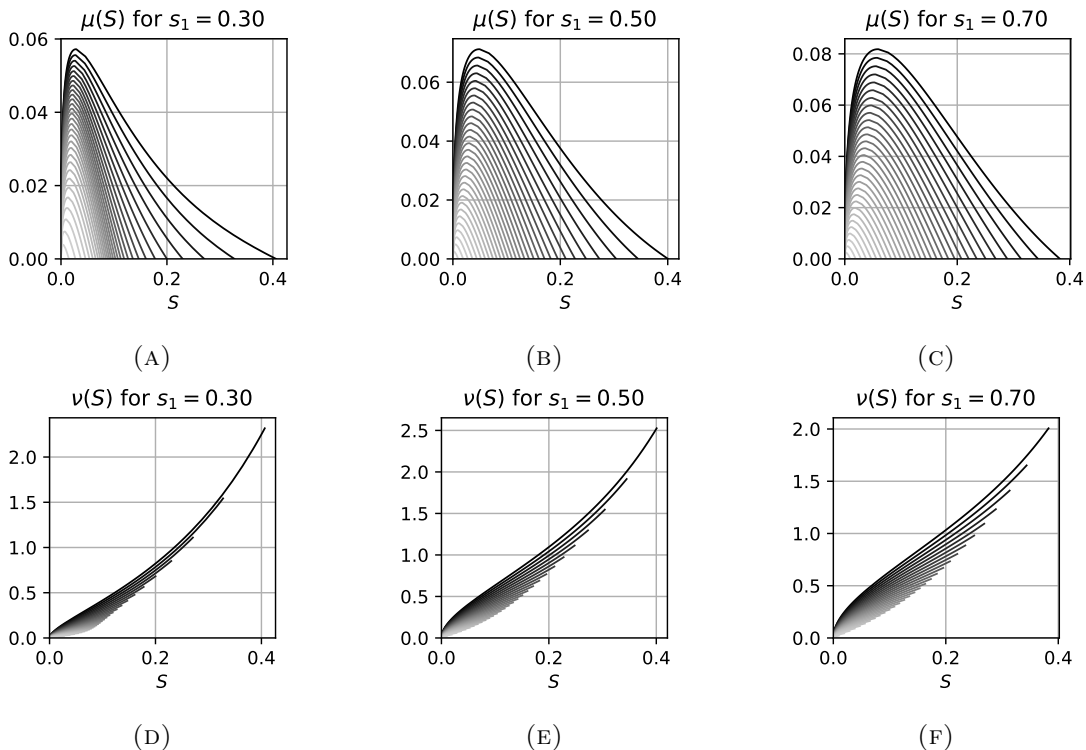 μ(S) for s₁ = 0.30
0.06
0.04
0.02
0.00
0.0 0.2 0.4
S
(A)
μ(S) for s₁ = 0.50
0.06
0.04
0.02
0.00
0.0 0.2 0.4
S
(B)
μ(S) for s₁ = 0.70
0.08
0.06
0.04
0.02
0.00
0.0 0.2 0.4
S
(C)
ν(S) for s₁ = 0.30
2.0
1.5
1.0
0.5
0.0
0.0 0.2 0.4
S
(D)
ν(S) for s₁ = 0.50
2.5
2.0
1.5
1.0
0.5
0.0
0.0 0.2 0.4
S
(E)
ν(S) for s₁ = 0.70
2.0
1.5
1.0
0.5
0.0
0.0 0.2 0.4
S
(F)